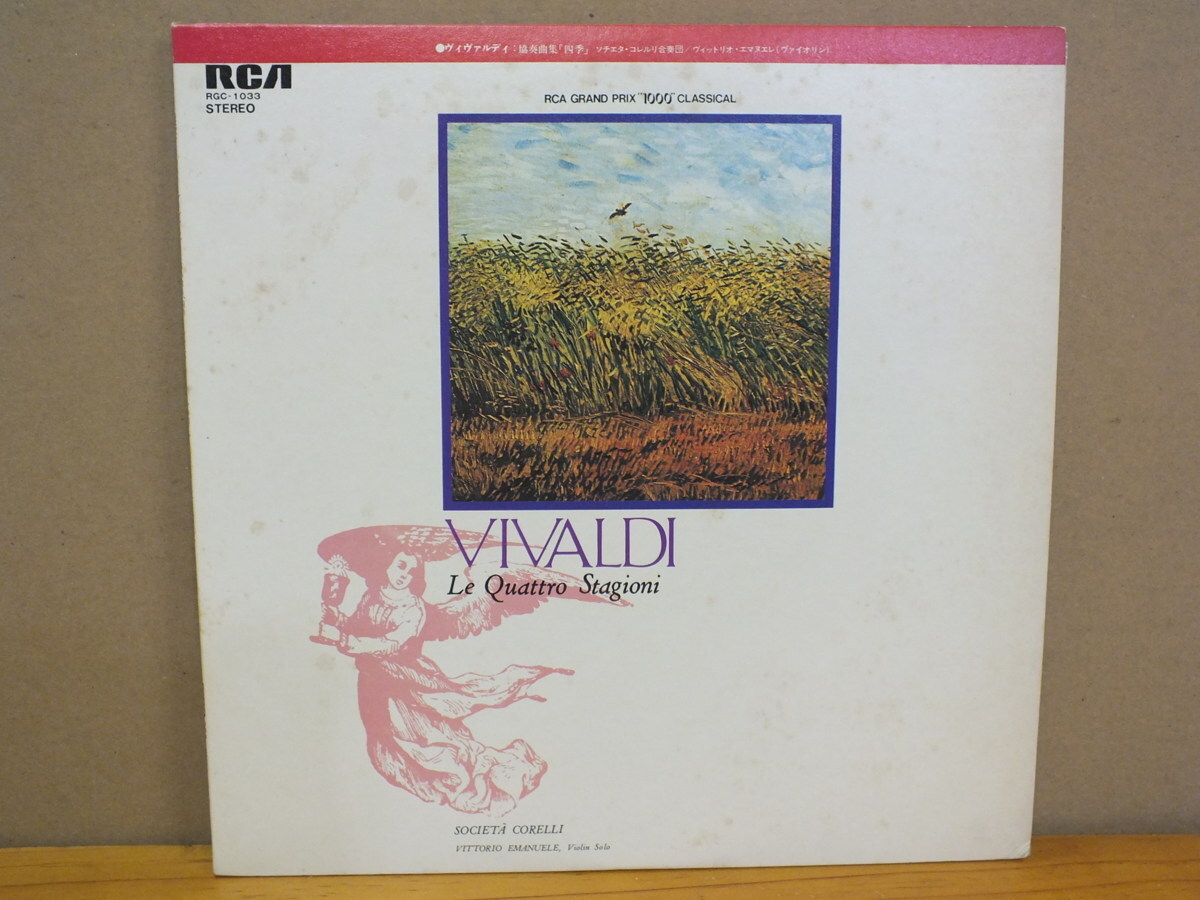 ●ヴィヴァルディ：協奏曲集「四季」 ソチエタ・コレルリ合奏団／ヴィットリオ・エマヌエレ（ヴァイオリン）
RCA
RGC-1033
STEREO
RCA GRAND PRIX "1000" CLASSICAL
VIVALDI
Le Quattro Stagioni
SOCIETÀ CORELLI
VITTORIO EMANUELE, Violin Solo